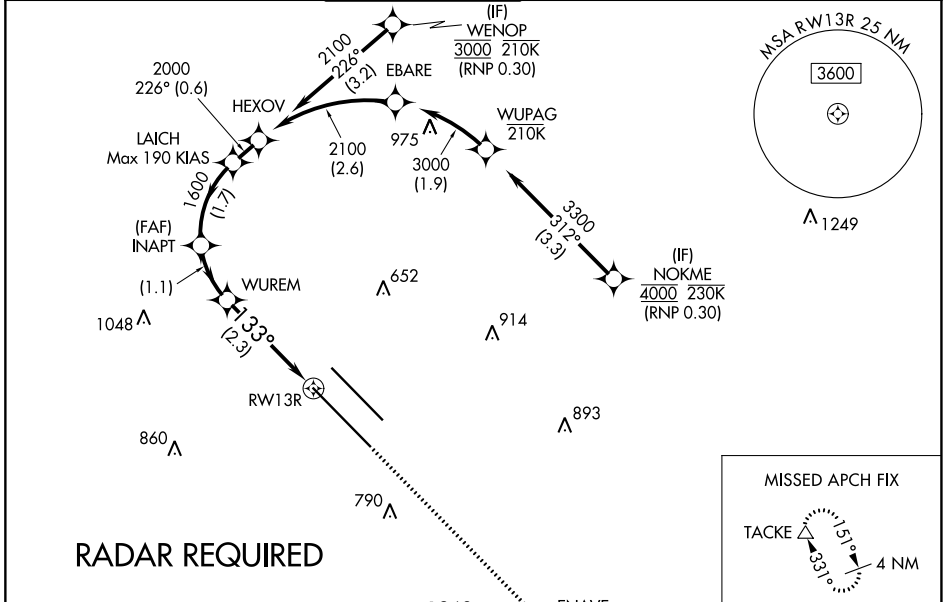 (IF)
WENOP
3000 210K
(RNP 0.30)
2100
226°
(3.2)
MSA RW13R 25 NM
3600
2000
226° (0.6)
HEXOV
EBARE
WUPAG
210K
975
LAICH
Max 190 KIAS
2100
(2.6)
3000
(1.9)
1600
(1.7)
3300
312°
(3.3)
1249
(FAF)
INAPT
(IF)
NOKME
4000 230K
(RNP 0.30)
(1.1)
WUREM
652
1048
133°
(2.3)
914
RW13R
893
860
790
MISSED APCH FIX
TACKE
151°
331°
4 NM
RADAR REQUIRED